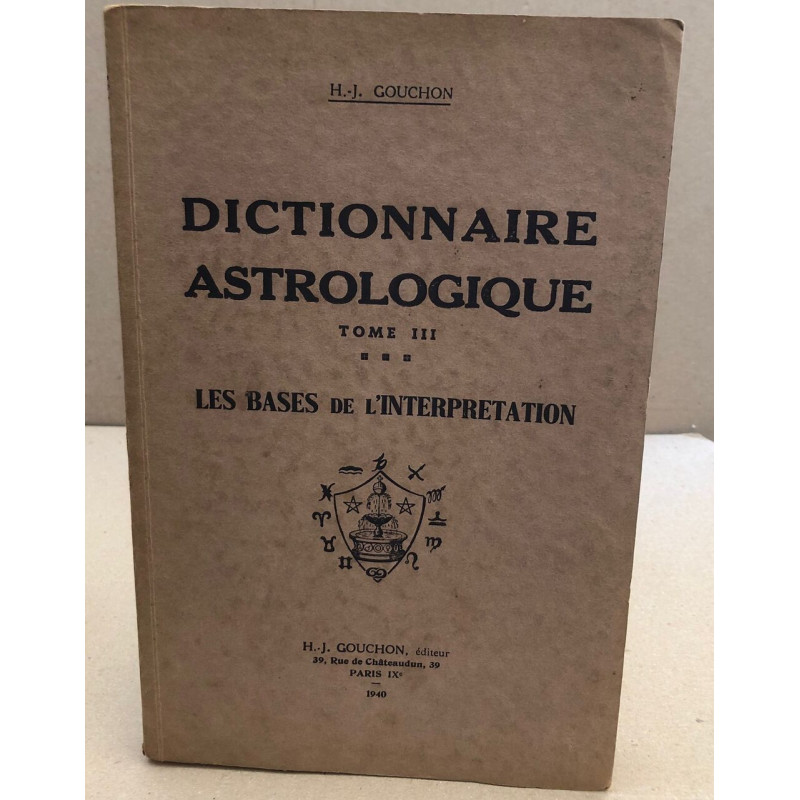 H.-J. GOUCHON
DICTIONNAIRE
ASTROLOGIQUE
TOME III
LES BASES DE L'INTERPRETATION
H.-J. GOUCHON, éditeur
39, Rue de Châteaudun, 39
PARIS IXe
1940